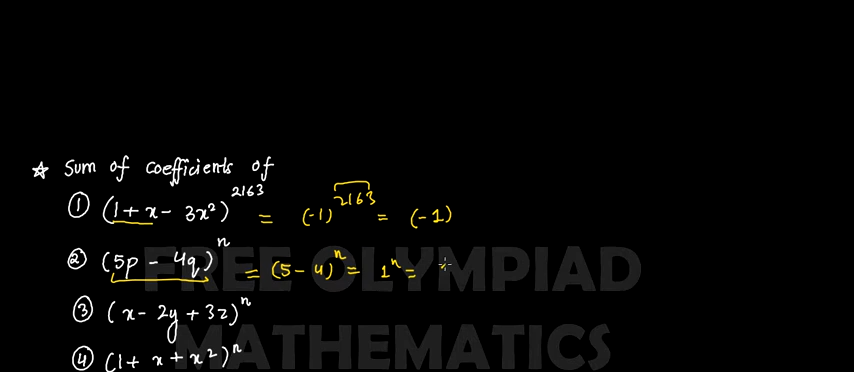 ☆ Sum of coefficients of
① (1 + x - 3x²)^2163 = (-1)^2163 = (-1)
② (5p - 4q)^n = (5 - 4)^n = 1^n =
③ (x - 2y + 3z)^n
④ (1 + x + x²)^n
FREE OLYMPIAD
MATHEMATICS